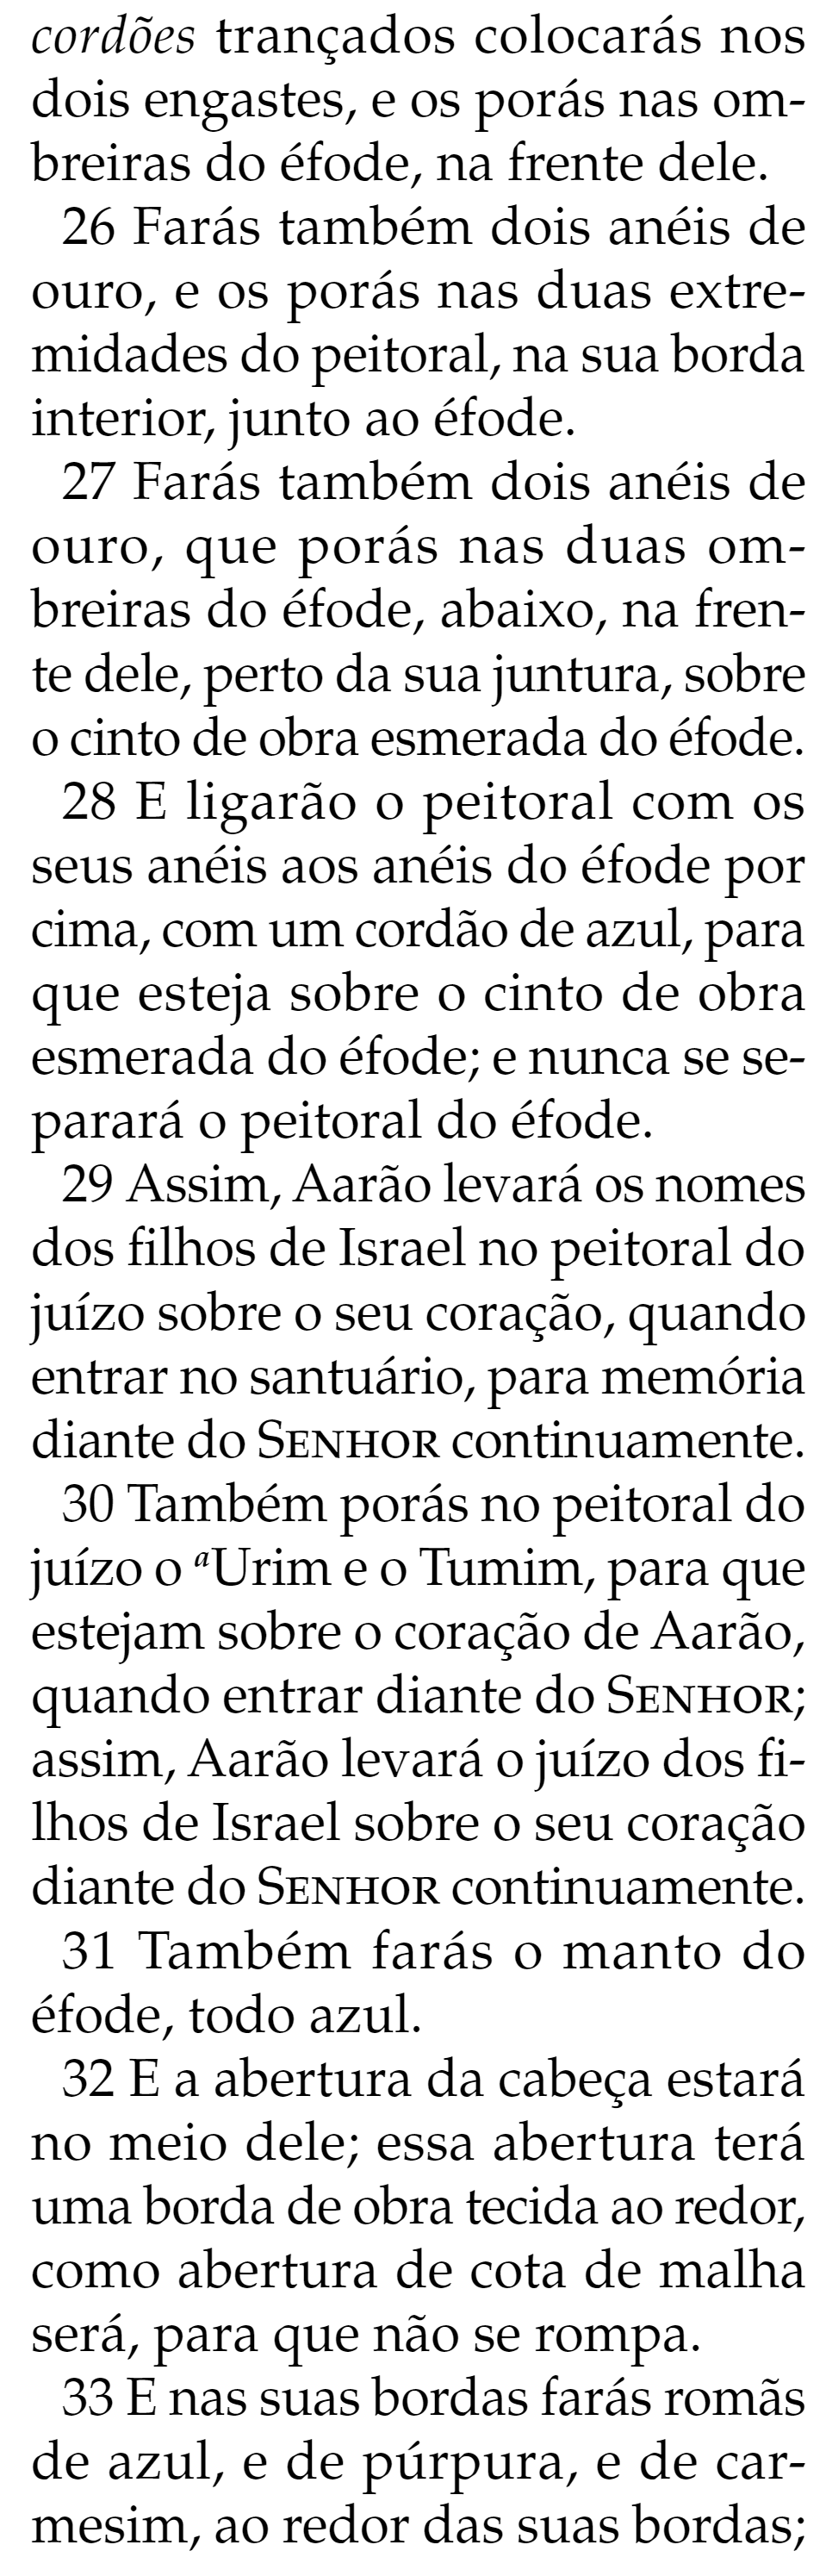 cordões trançados colocarás nos
dois engastes, e os porás nas om-
breiras do éfode, na frente dele.
26 Farás também dois anéis de
ouro, e os porás nas duas extre-
midades do peitoral, na sua borda
interior, junto ao éfode.
27 Farás também dois anéis de
ouro, que porás nas duas om-
breiras do éfode, abaixo, na fren-
te dele, perto da sua juntura, sobre
o cinto de obra esmerada do éfode.
28 E ligarão o peitoral com os
seus anéis aos anéis do éfode por
cima, com um cordão de azul, para
que esteja sobre o cinto de obra
esmerada do éfode; e nunca se se-
parará o peitoral do éfode.
29 Assim, Aarão levará os nomes
dos filhos de Israel no peitoral do
juízo sobre o seu coração, quando
entrar no santuário, para memória
diante do SENHOR continuamente.
30 Também porás no peitoral do
juízo o ᵃUrim e o Tumim, para que
estejam sobre o coração de Aarão,
quando entrar diante do SENHOR;
assim, Aarão levará o juízo dos fi-
lhos de Israel sobre o seu coração
diante do SENHOR continuamente.
31 Também farás o manto do
éfode, todo azul.
32 E a abertura da cabeça estará
no meio dele; essa abertura terá
uma borda de obra tecida ao redor,
como abertura de cota de malha
será, para que não se rompa.
33 E nas suas bordas farás romãs
de azul, e de púrpura, e de car-
mesim, ao redor das suas bordas;